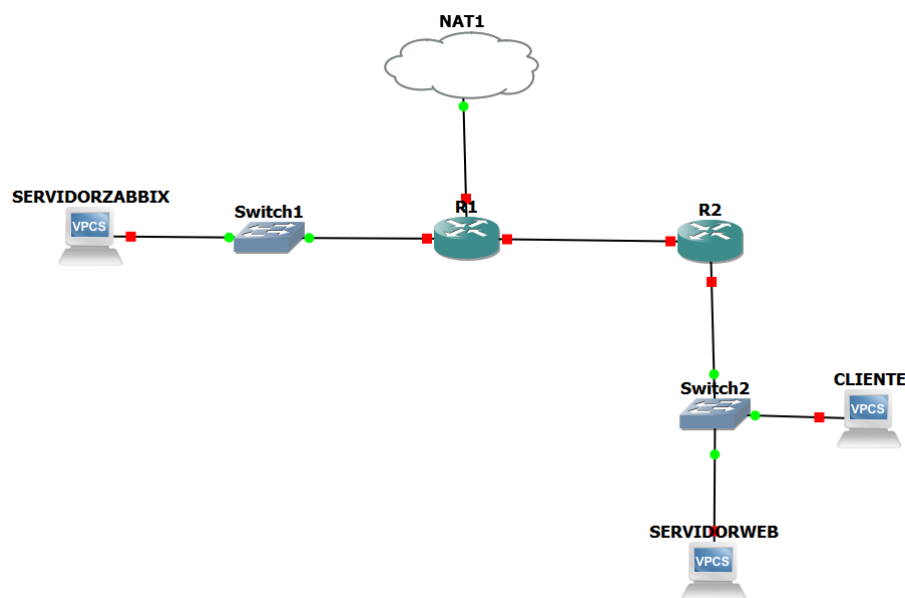 NAT1
SERVIDORZABBIX
VPCS
Switch1
R1
R2
Switch2
CLIENTE
VPCS
SERVIDORWEB
VPCS